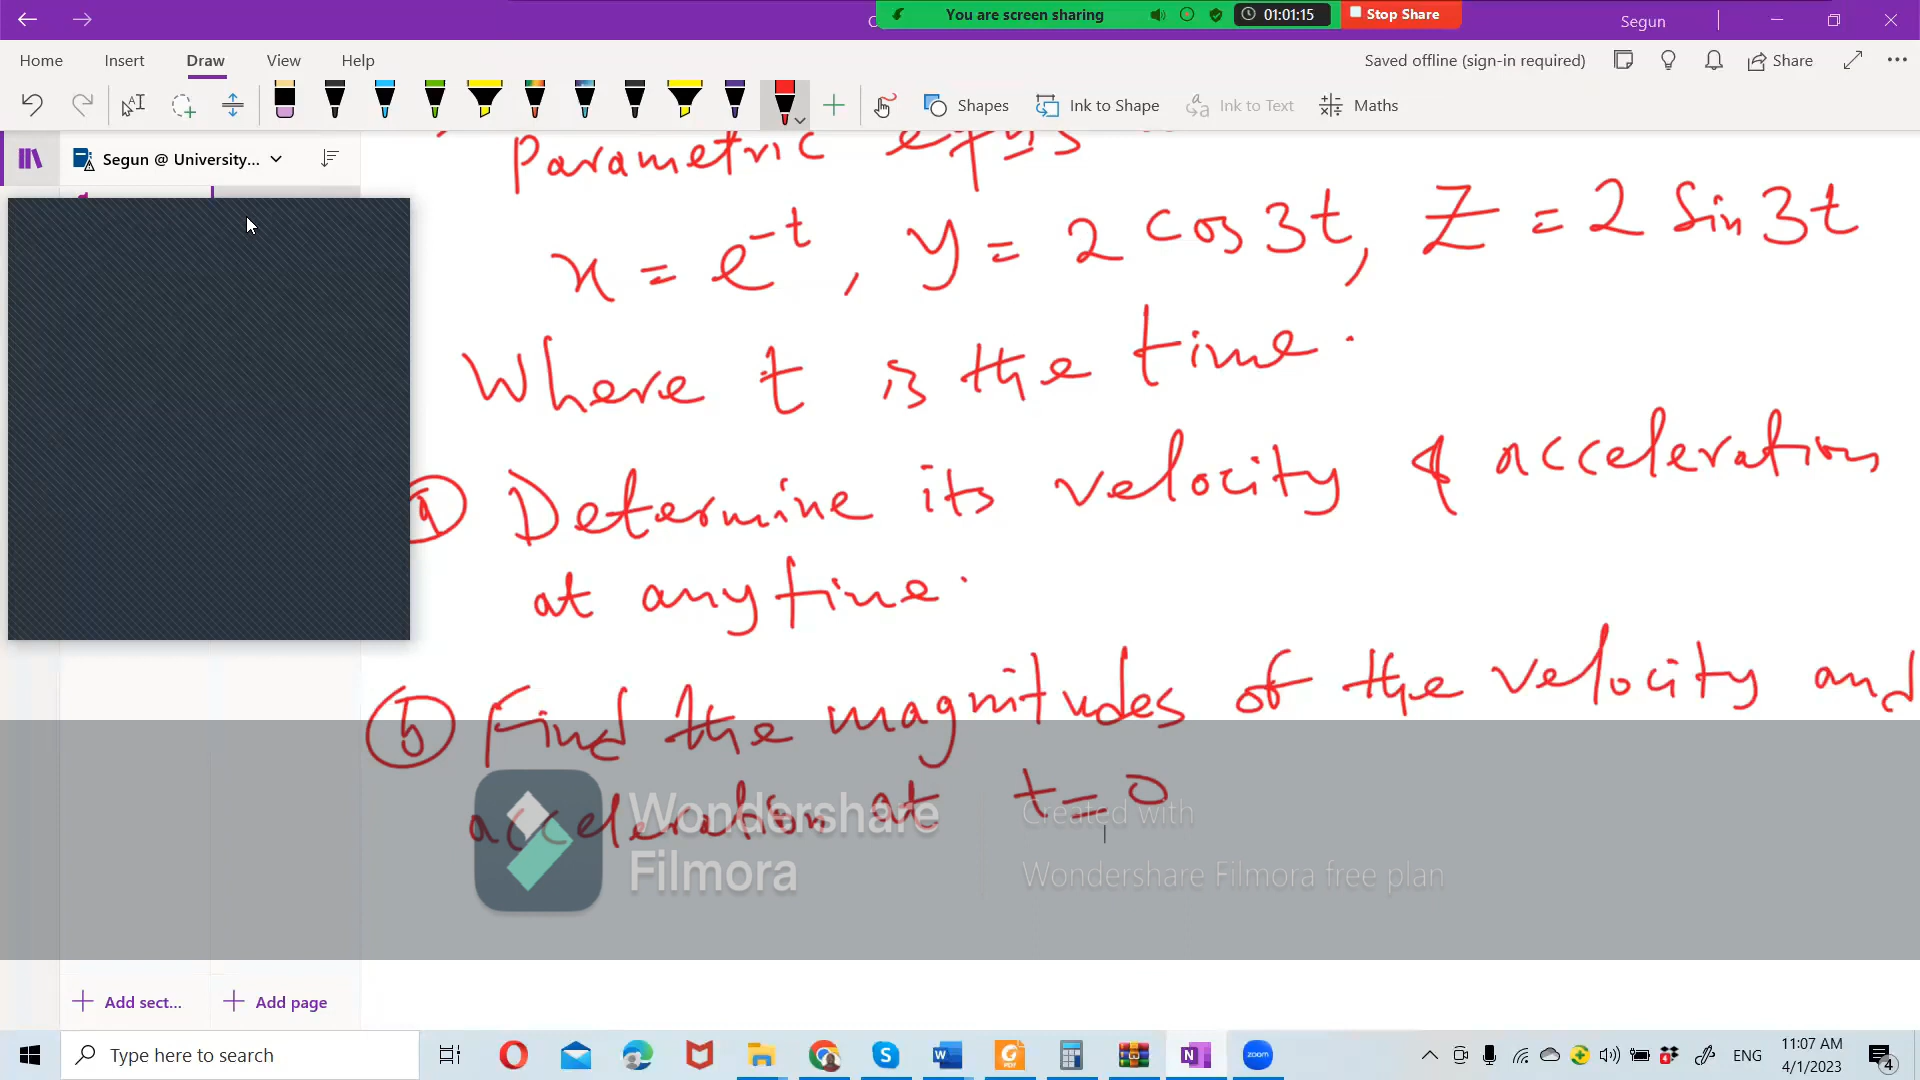 You are screen sharing
01:01:15
Stop Share
Segun
Home Insert Draw View Help
Saved offline (sign-in required)
Share
Shapes
Ink to Shape
Ink to Text
Maths
Segun @ University...
Parametric eqns
x = e^-t, y = 2 cos 3t, Z = 2 Sin 3t
Where t is the time.
(a) Determine its velocity & acceleration
at any time.
(b) Find the magnitudes of the velocity and
acceleration at t=0
Wondershare
Filmora
Created with
Wondershare Filmora free plan
Add sect...
Add page
Type here to search
ENG
11:07 AM
4/1/2023
4